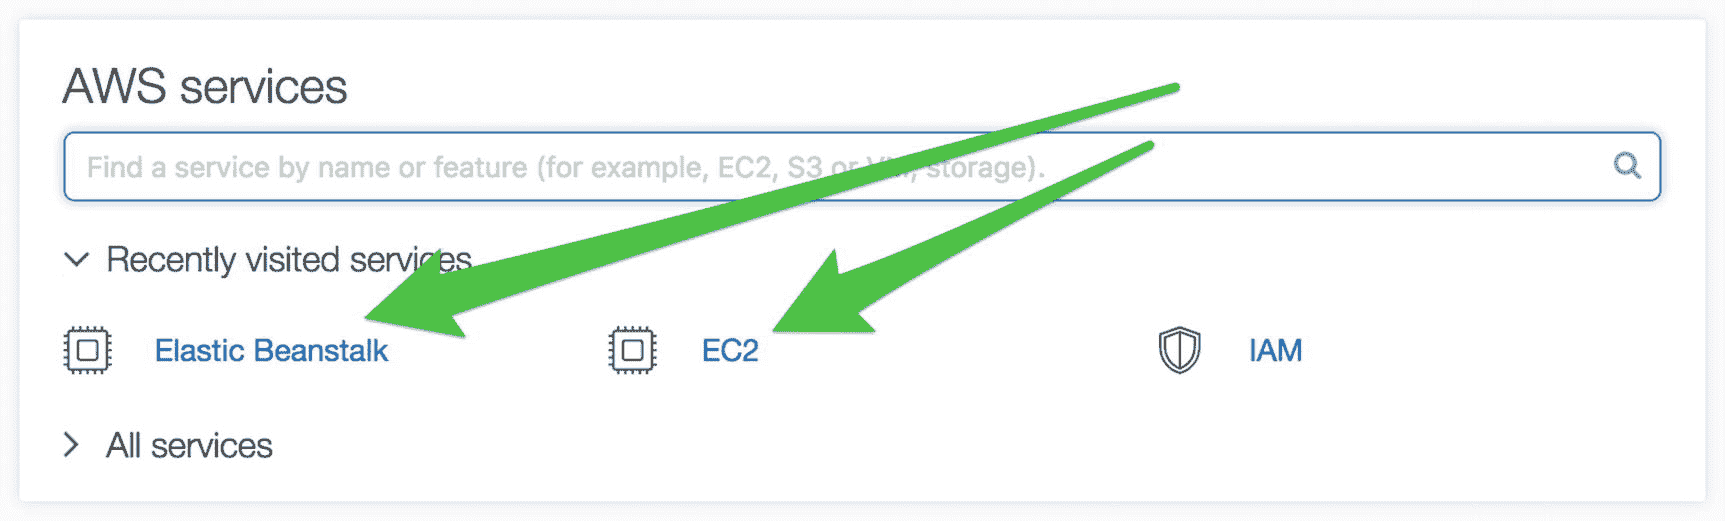 AWS services
Find a service by name or feature (for example, EC2, S3 or VM, storage).
Recently visited services
Elastic Beanstalk
EC2
IAM
All services